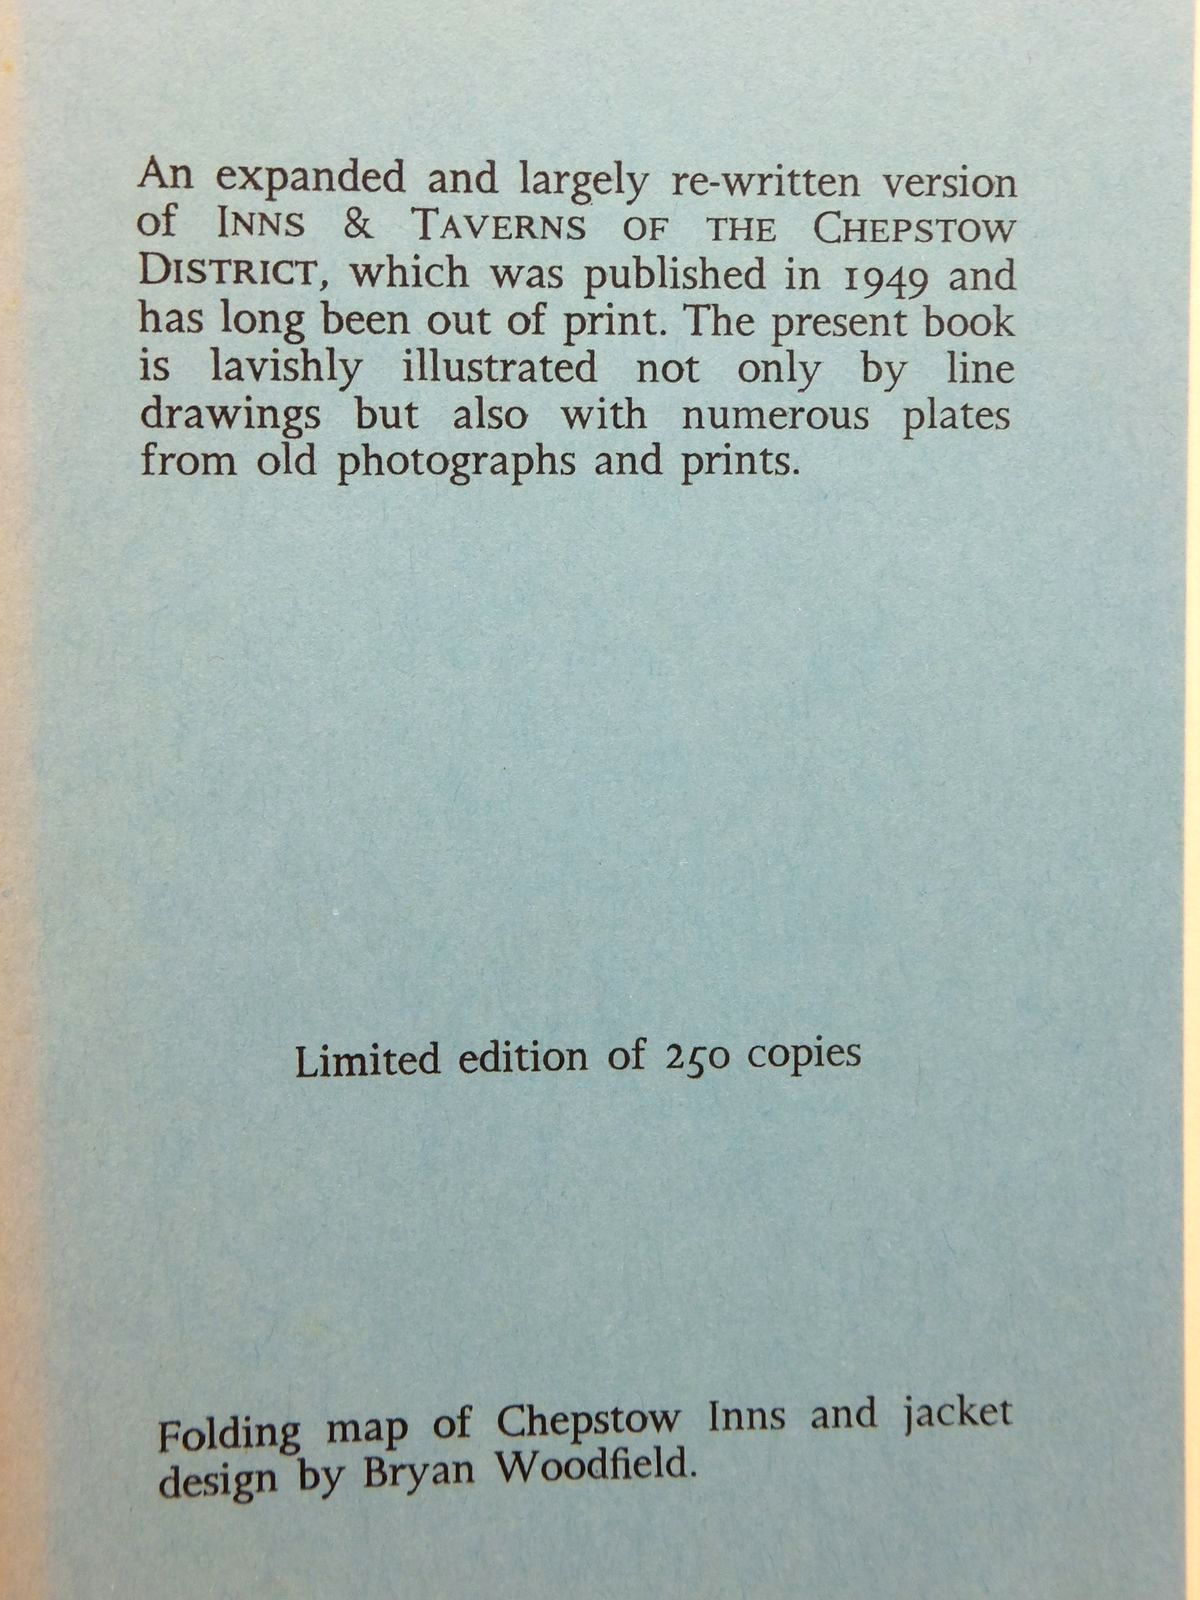 An expanded and largely re-written version
of INNS & TAVERNS OF THE CHEPSTOW
DISTRICT, which was published in 1949 and
has long been out of print. The present book
is lavishly illustrated not only by line
drawings but also with numerous plates
from old photographs and prints.
Limited edition of 250 copies
Folding map of Chepstow Inns and jacket
design by Bryan Woodfield.